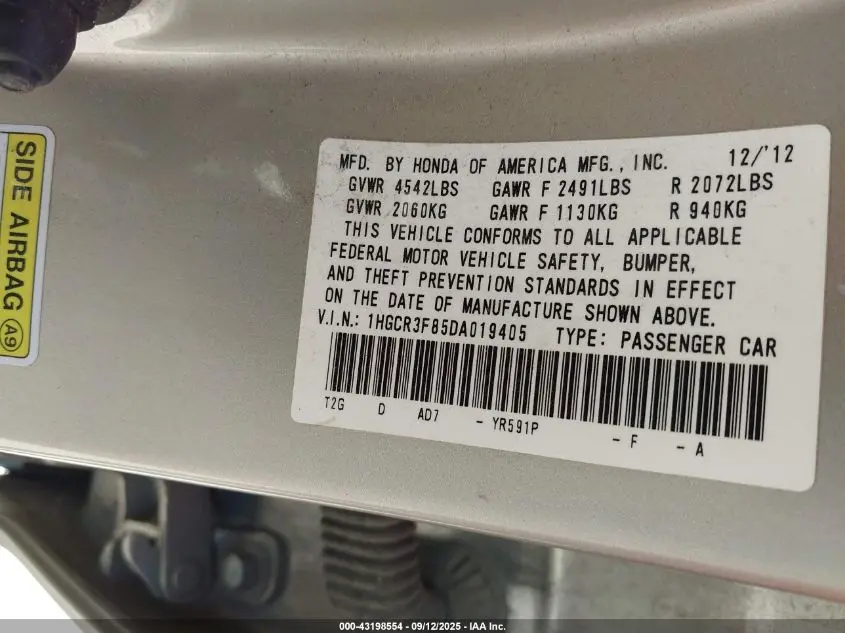 SIDE AIRBAG A9
MFD. BY HONDA OF AMERICA MFG., INC. 12/'12
GVWR 4542LBS GAWR F 2491LBS R 2072LBS
GVWR 2060KG GAWR F 1130KG R 940KG
THIS VEHICLE CONFORMS TO ALL APPLICABLE
FEDERAL MOTOR VEHICLE SAFETY, BUMPER,
AND THEFT PREVENTION STANDARDS IN EFFECT
ON THE DATE OF MANUFACTURE SHOWN ABOVE.
V.I.N.: 1HGCR3F85DA019405 TYPE: PASSENGER CAR
T2G D AD7 - YR591P - F - A
000-43198554 - 09/12/2025 - IAA Inc.